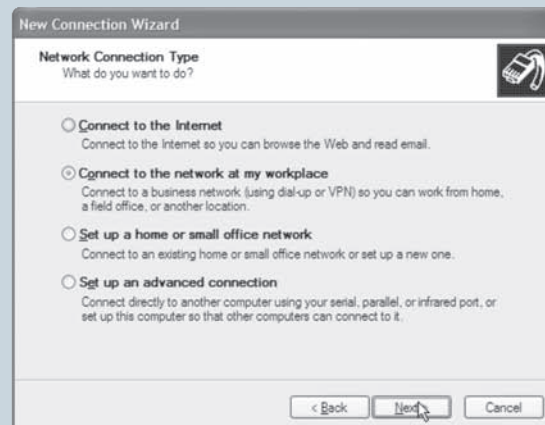 New Connection Wizard
Network Connection Type
What do you want to do?
Connect to the Internet
Connect to the Internet so you can browse the Web and read email.
Connect to the network at my workplace
Connect to a business network (using dial-up or VPN) so you can work from home,
a field office, or another location.
Set up a home or small office network
Connect to an existing home or small office network or set up a new one.
Set up an advanced connection
Connect directly to another computer using your serial, parallel, or infrared port, or
set up this computer so that other computers can connect to it.
< Back Next > Cancel